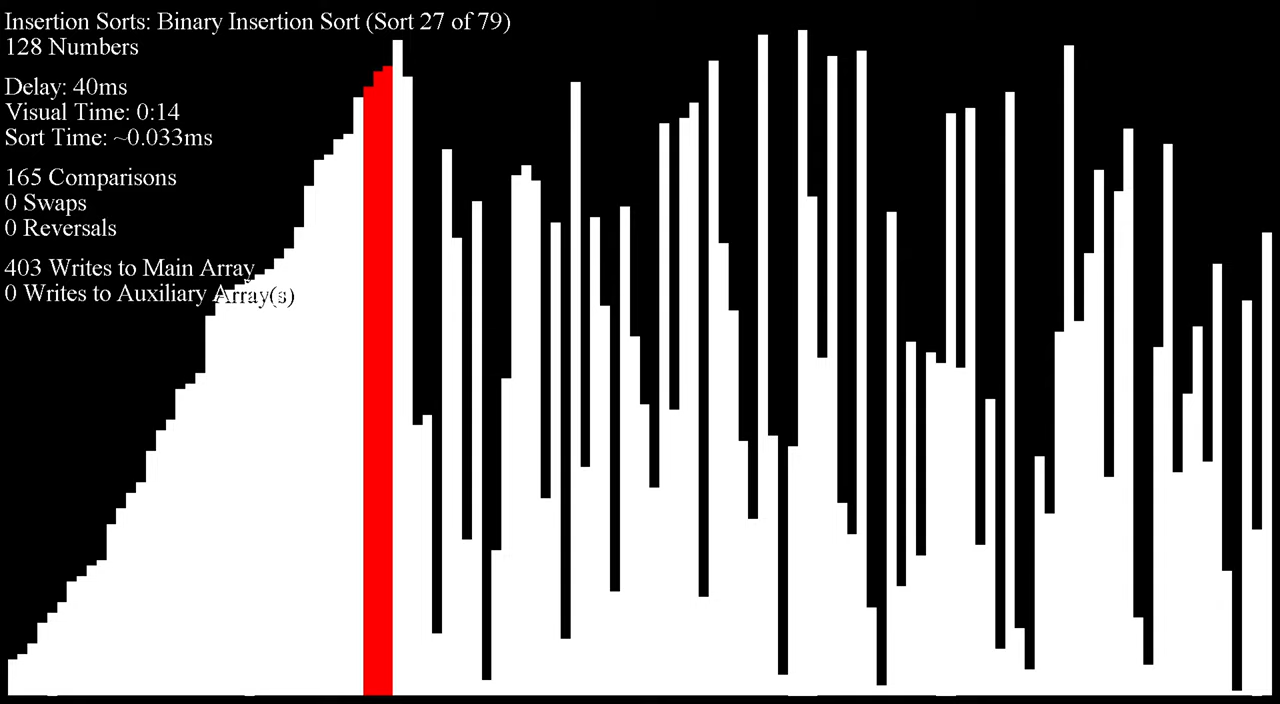 Insertion Sorts: Binary Insertion Sort (Sort 27 of 79)
128 Numbers
Delay: 40ms
Visual Time: 0:14
Sort Time: ~0.033ms
165 Comparisons
0 Swaps
0 Reversals
403 Writes to Main Array
0 Writes to Auxiliary Array(s)